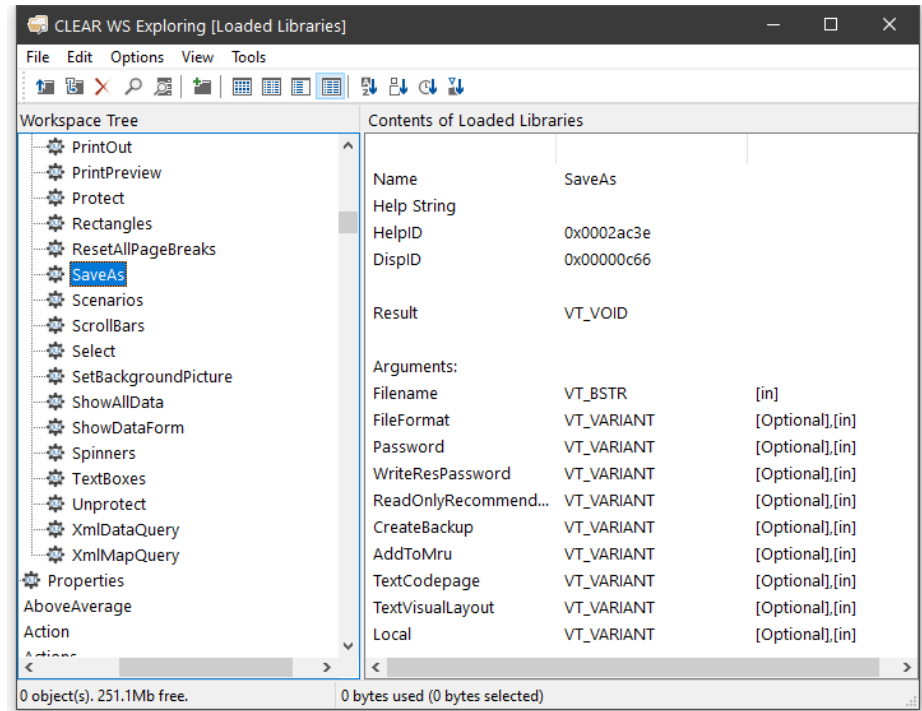 CLEAR WS Exploring [Loaded Libraries]
File Edit Options View Tools
Workspace Tree
PrintOut
PrintPreview
Protect
Rectangles
ResetAllPageBreaks
SaveAs
Scenarios
ScrollBars
Select
SetBackgroundPicture
ShowAllData
ShowDataForm
Spinners
TextBoxes
Unprotect
XmlDataQuery
XmlMapQuery
Properties
AboveAverage
Action
Actions
Contents of Loaded Libraries
Name SaveAs
Help String
HelpID 0x0002ac3e
DispID 0x00000c66
Result VT_VOID
Arguments:
Filename VT_BSTR [in]
FileFormat VT_VARIANT [Optional],[in]
Password VT_VARIANT [Optional],[in]
WriteResPassword VT_VARIANT [Optional],[in]
ReadOnlyRecommend... VT_VARIANT [Optional],[in]
CreateBackup VT_VARIANT [Optional],[in]
AddToMru VT_VARIANT [Optional],[in]
TextCodepage VT_VARIANT [Optional],[in]
TextVisualLayout VT_VARIANT [Optional],[in]
Local VT_VARIANT [Optional],[in]
0 object(s). 251.1Mb free.
0 bytes used (0 bytes selected)